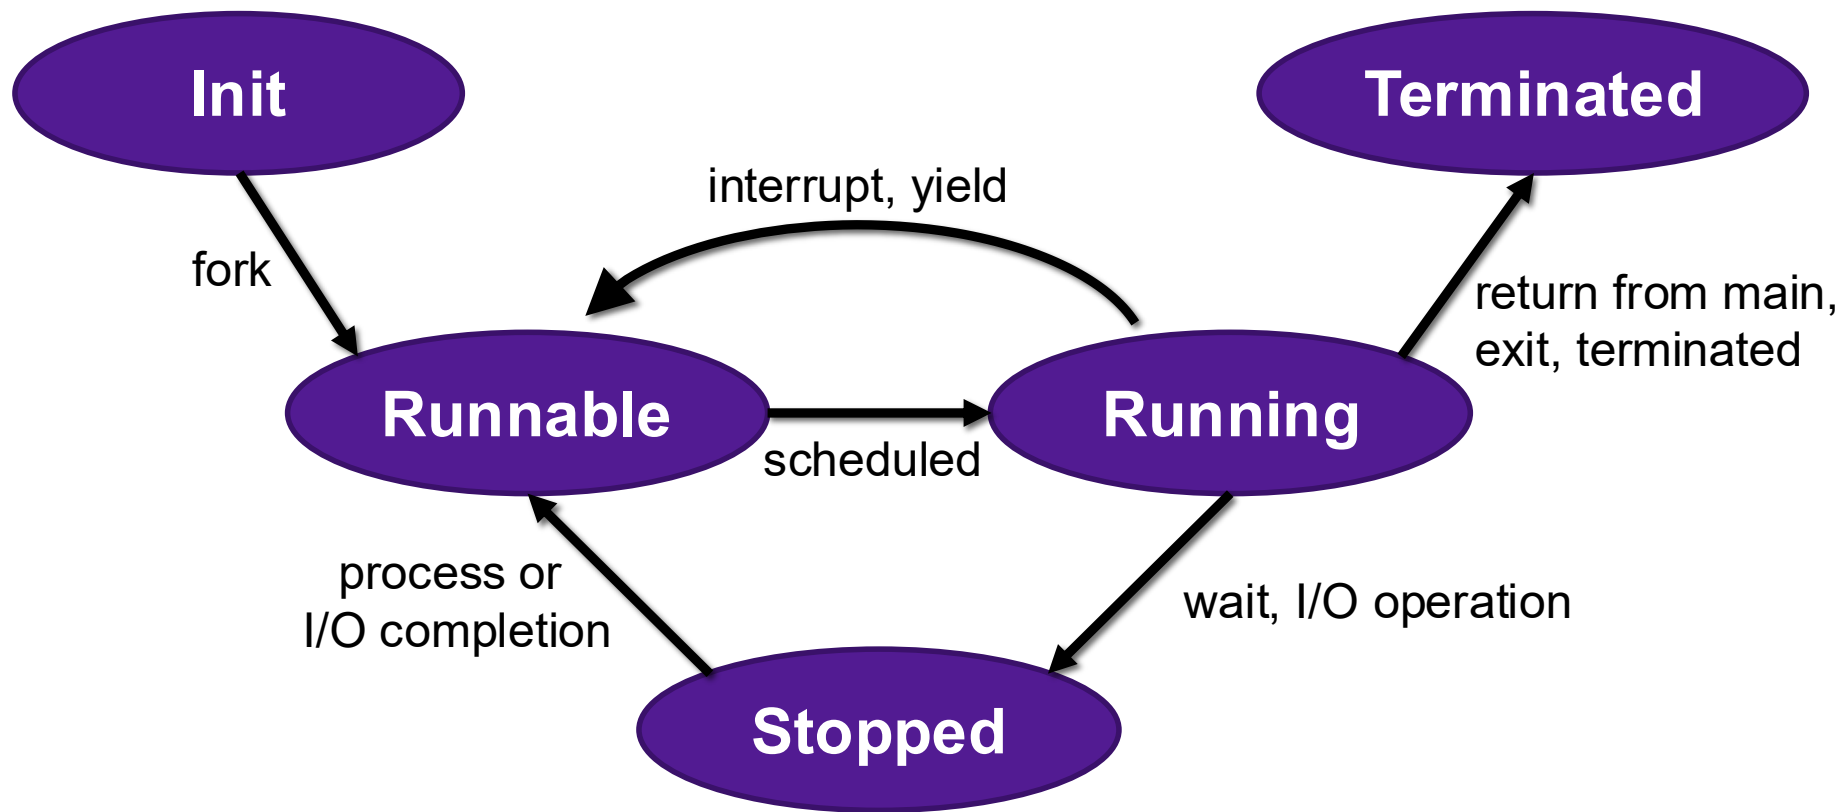 Init
Terminated
interrupt, yield
fork
return from main,
exit, terminated
Runnable
Running
scheduled
process or
I/O completion
wait, I/O operation
Stopped